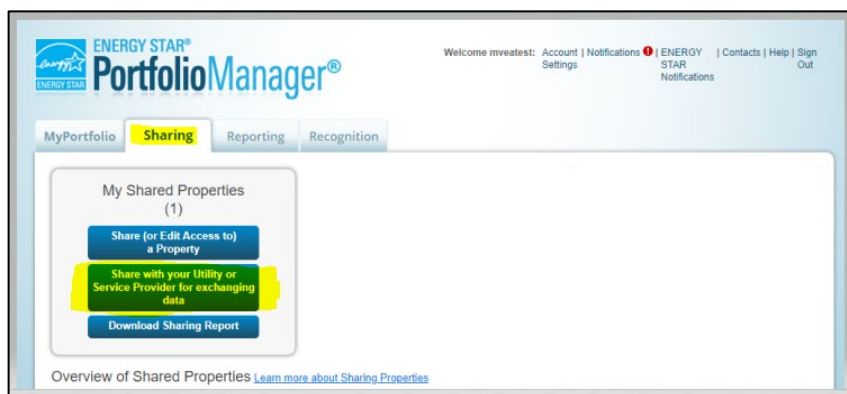 ENERGY STAR®
PortfolioManager®
energy
ENERGY STAR
Welcome mveatest: Account | Notifications | ENERGY | Contacts | Help | Sign
Settings STAR Out
Notifications
MyPortfolio Sharing Reporting Recognition
My Shared Properties
(1)
Share (or Edit Access to)
a Property
Share with your Utility or
Service Provider for exchanging
data
Download Sharing Report
Overview of Shared Properties Learn more about Sharing Properties